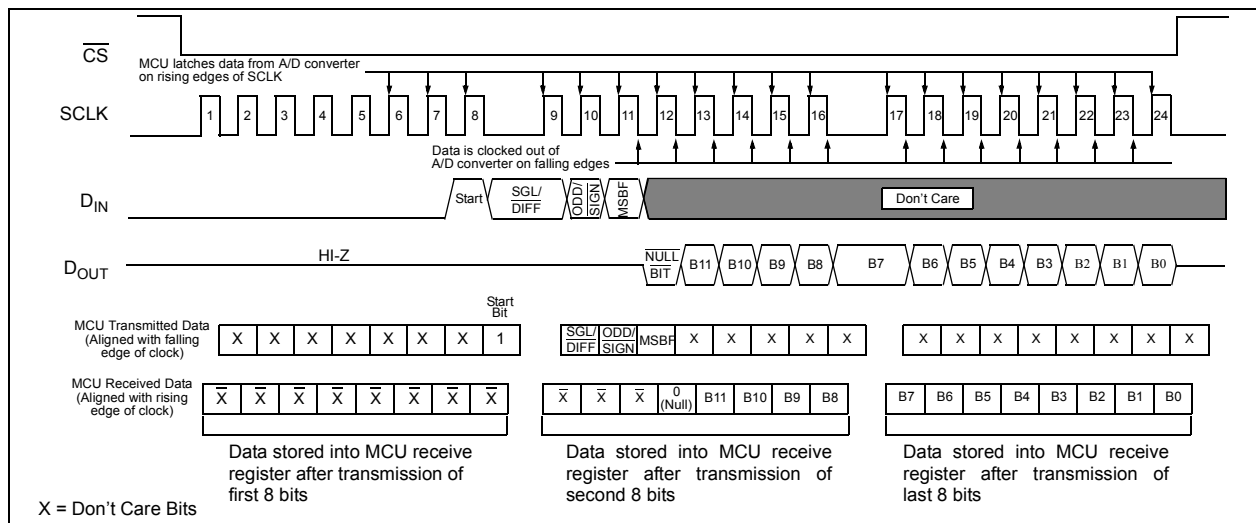 CS
MCU latches data from A/D converter
on rising edges of SCLK
SCLK
1 2 3 4 5 6 7 8 9 10 11 12 13 14 15 16 17 18 19 20 21 22 23 24
Data is clocked out of
A/D converter on falling edges
DIN
Start
SGL/
DIFF
ODD/
SIGN
MSBF
Don't Care
DOUT
HI-Z
NULL
BIT
B11 B10 B9 B8 B7 B6 B5 B4 B3 B2 B1 B0
Start
Bit
MCU Transmitted Data
(Aligned with falling
edge of clock)
X X X X X X X 1
SGL/
DIFF
ODD/
SIGN
MSBF X X X X X
X X X X X X X X
MCU Received Data
(Aligned with rising
edge of clock)
X X X X X X X X
X X X 0
(Null)
B11 B10 B9 B8
B7 B6 B5 B4 B3 B2 B1 B0
Data stored into MCU receive
register after transmission of
first 8 bits
Data stored into MCU receive
register after transmission of
second 8 bits
Data stored into MCU receive
register after transmission of
last 8 bits
X = Don't Care Bits